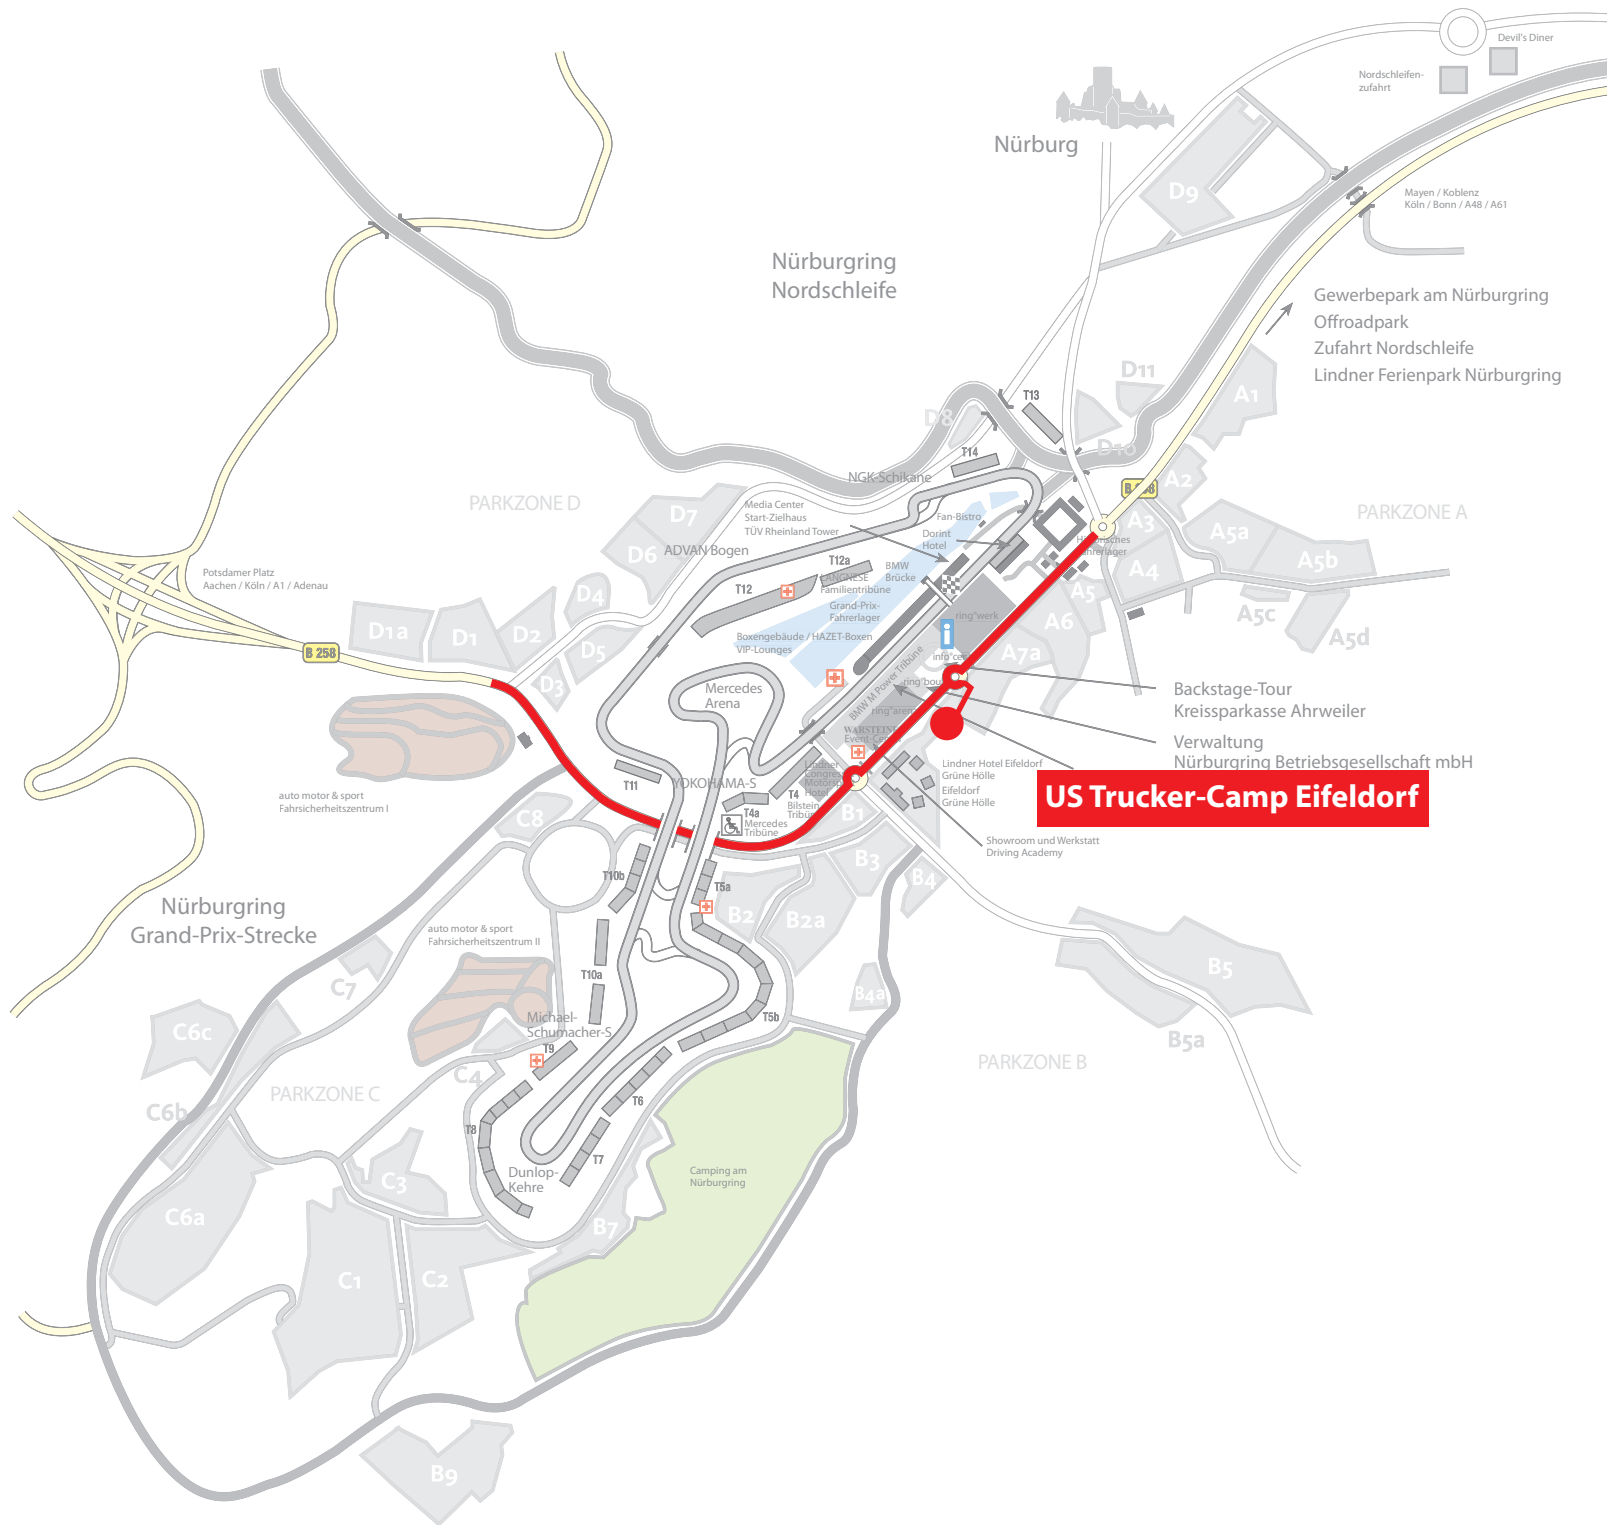 Devil's Diner
Nordschleifen-
zufahrt
Nürburg
D9
Mayen / Koblenz
Köln / Bonn / A48 / A61
Nürburgring
Nordschleife
Gewerbepark am Nürburgring
Offroadpark
Zufahrt Nordschleife
Lindner Ferienpark Nürburgring
D11
A1
T13
D8
D10
T14
NGK-Schikane
A2
B 258
PARKZONE D
PARKZONE A
Media Center
Start-Zielhaus
TÜV Rheinland Tower
D7
Fan-Bistro
A3
A5a
Dorint
Hotel
Historisches
Fahrerlager
D6
ADVAN Bogen
A5b
T12a
BMW
Brücke
A4
Potsdamer Platz
Aachen / Köln / A1 / Adenau
LANGNESE
Familientribüne
T12
D4
A5
Grand-Prix-
Fahrerlager
ring°werk
A5c
A6
D1a
D1
D2
Boxengebäude / HAZET-Boxen
VIP-Lounges
A5d
B 258
D5
A7a
BMW M Power Tribüne
D3
Mercedes
Arena
Backstage-Tour
Kreissparkasse Ahrweiler
Verwaltung
Nürburgring Betriebsgesellschaft mbH
WARSTEINER
Lindner Hotel Eifeldorf
Grüne Hölle
Eifeldorf
Grüne Hölle
T11
YOKOHAMA-S
T4
Bilstein
Tribüne
US Trucker-Camp Eifeldorf
auto motor & sport
Fahrsicherheitszentrum I
T4a
Mercedes
Tribüne
B1
C8
Showroom und Werkstatt
Driving Academy
B3
B4
T10b
T5a
B2
B2a
Nürburgring
Grand-Prix-Strecke
auto motor & sport
Fahrsicherheitszentrum II
B5
T10a
C7
B4a
Michael-
Schumacher-S
T5b
C6c
B5a
T9
C4
PARKZONE B
PARKZONE C
T6
C6b
T8
T7
Dunlop-
Kehre
Camping am
Nürburgring
C3
C6a
B7
C1
C2
B9